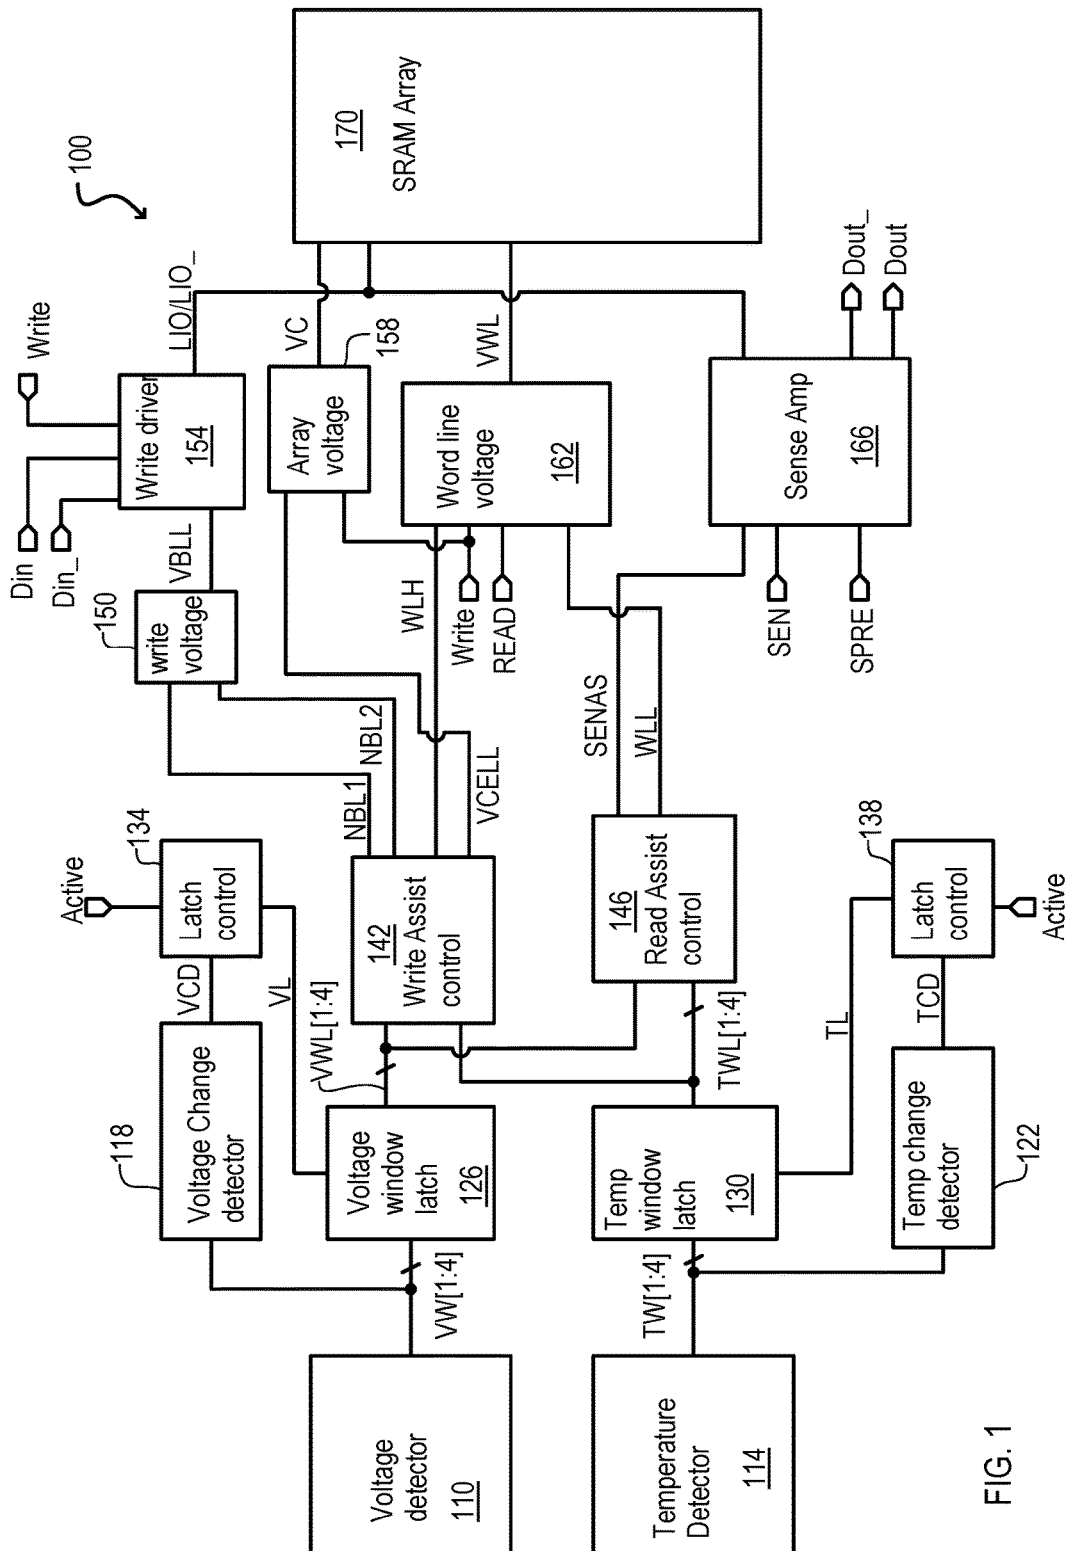 100
170
SRAM Array
Write
Din
Din_
Write driver
154
LIO/LIO_
VBLL
150
write
voltage
VC
158
Array
voltage
VWL
Word line
voltage
162
WLH
Write
READ
Dout_
Dout
Sense Amp
166
SEN
SPRE
SENAS
WLL
NBL1
NBL2
VCELL
Active
134
Latch
control
VCD
VL
142
Write Assist
control
146
Read Assist
control
138
Latch
control
Active
TL
TCD
VWL[1:4]
TWL[1:4]
118
Voltage Change
detector
Voltage
window
latch
126
Temp
window
latch
130
Temp change
detector
122
VW[1:4]
TW[1:4]
Voltage
detector
110
Temperature
Detector
114
FIG. 1